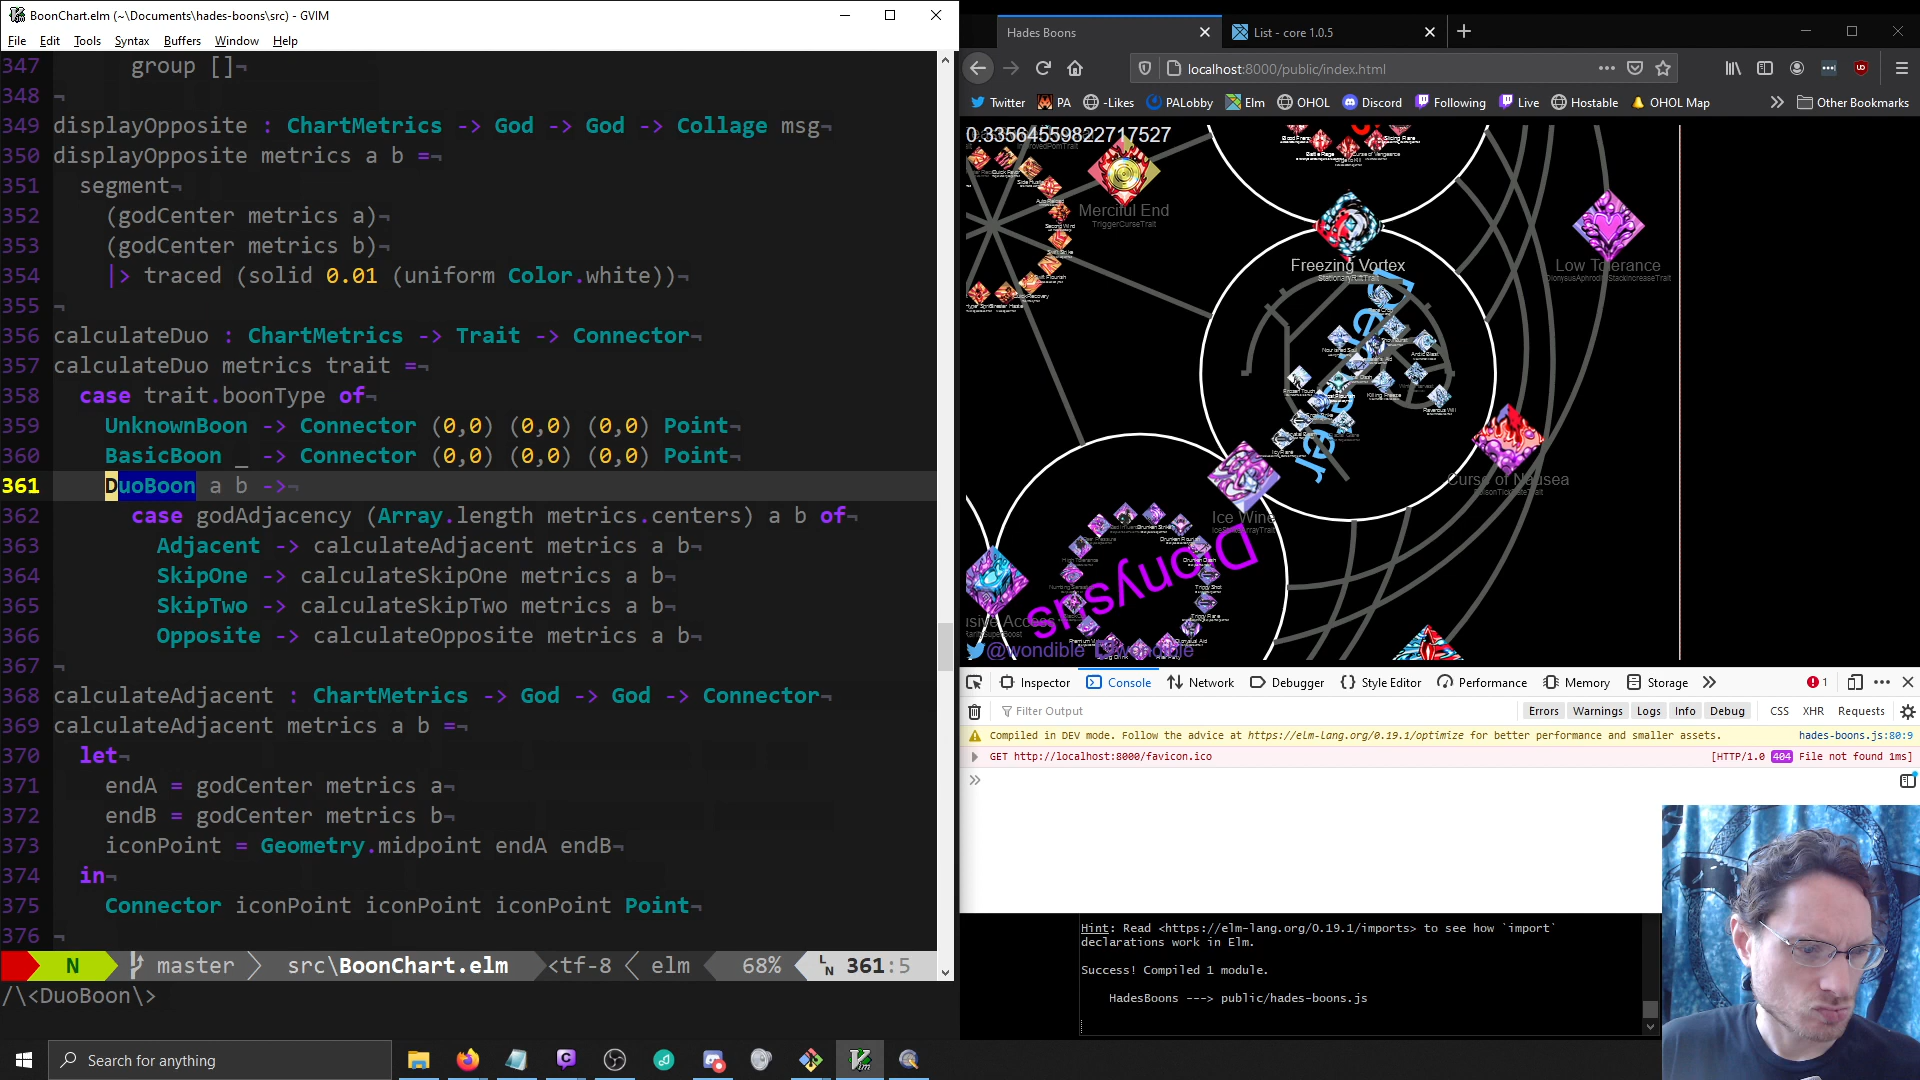 BoonChart.elm (~\Documents\hades-boons\src) - GVIM
File Edit Tools Syntax Buffers Window Help
347 group []¬
348 ¬
349 displayOpposite : ChartMetrics -> God -> God -> Collage msg¬
350 displayOpposite metrics a b =¬
351 segment¬
352 (godCenter metrics a)¬
353 (godCenter metrics b)¬
354 |> traced (solid 0.01 (uniform Color.white))¬
355 ¬
356 calculateDuo : ChartMetrics -> Trait -> Connector¬
357 calculateDuo metrics trait =¬
358 case trait.boonType of¬
359 UnknownBoon -> Connector (0,0) (0,0) (0,0) Point¬
360 BasicBoon _ -> Connector (0,0) (0,0) (0,0) Point¬
361 DuoBoon a b ->¬
362 case godAdjacency (Array.length metrics.centers) a b of¬
363 Adjacent -> calculateAdjacent metrics a b¬
364 SkipOne -> calculateSkipOne metrics a b¬
365 SkipTwo -> calculateSkipTwo metrics a b¬
366 Opposite -> calculateOpposite metrics a b¬
367 ¬
368 calculateAdjacent : ChartMetrics -> God -> God -> Connector¬
369 calculateAdjacent metrics a b =¬
370 let¬
371 endA = godCenter metrics a¬
372 endB = godCenter metrics b¬
373 iconPoint = Geometry.midpoint endA endB¬
374 in¬
375 Connector iconPoint iconPoint iconPoint Point¬
376 ¬
N master src\BoonChart.elm <tf-8 elm 68% LN 361:5
/\<DuoBoon\>
Hades Boons
List - core 1.0.5
localhost:8000/public/index.html
Twitter PA -Likes PALobby Elm OHOL Discord Following Live Hostable OHOL Map Other Bookmarks
0.33564559822717527
Merciful End
TriggerCurseTrait
Freezing Vortex
StationaryRiftTrait
Low Tolerance
DionysusAphroditeStackIncreaseTrait
Demeter
Curse of Nausea
PoisonTickRateTrait
Ice Wine
IceStrikeArrayTrait
Dionysus
@wondible
Inspector Console Network Debugger Style Editor Performance Memory Storage 1
Filter Output
Errors Warnings Logs Info Debug CSS XHR Requests
Compiled in DEV mode. Follow the advice at https://elm-lang.org/0.19.1/optimize for better performance and smaller assets. hades-boons.js:80:9
GET http://localhost:8000/favicon.ico [HTTP/1.0 404 File not found 1ms]
Hint: Read <https://elm-lang.org/0.19.1/imports> to see how `import`
declarations work in Elm.
Success! Compiled 1 module.
HadesBoons ---> public/hades-boons.js
Search for anything